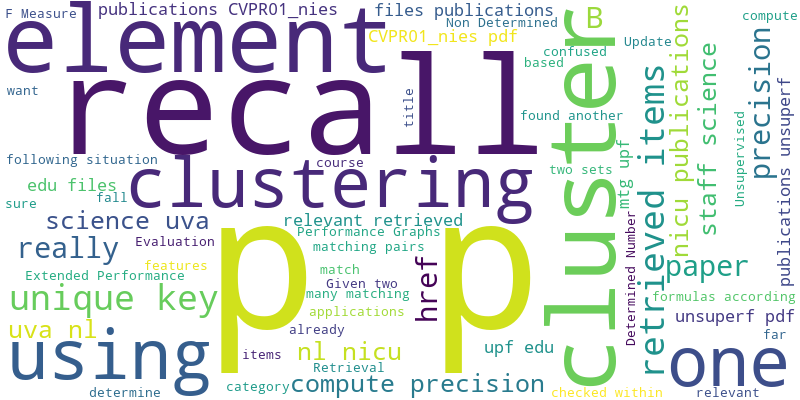 F Measure
publications CVPR01_nies
files publications
Non Determined
B
compute
element
CVPR01_nies pdf
confused
Update
based
want
recall
title
found another
following situation
course
clustering
two sets
edu files
fall
sure
science uva
relevant retrieved
Performance Graphs
Evaluation
matching pairs
really
features
Extended Performance
match
Given two
many matching
unique key
applications
href
p p
cluster
mtg upf
Determined Number
retrieved items
nicu publications
staff science
Unsupervised
precision
publications unsuperf
paper
formulas according
unsuperf pdf
uva nl
already
far
using
items
nl nicu
Retrieval
upf edu
one
determine
category
compute precision
checked within
relevant